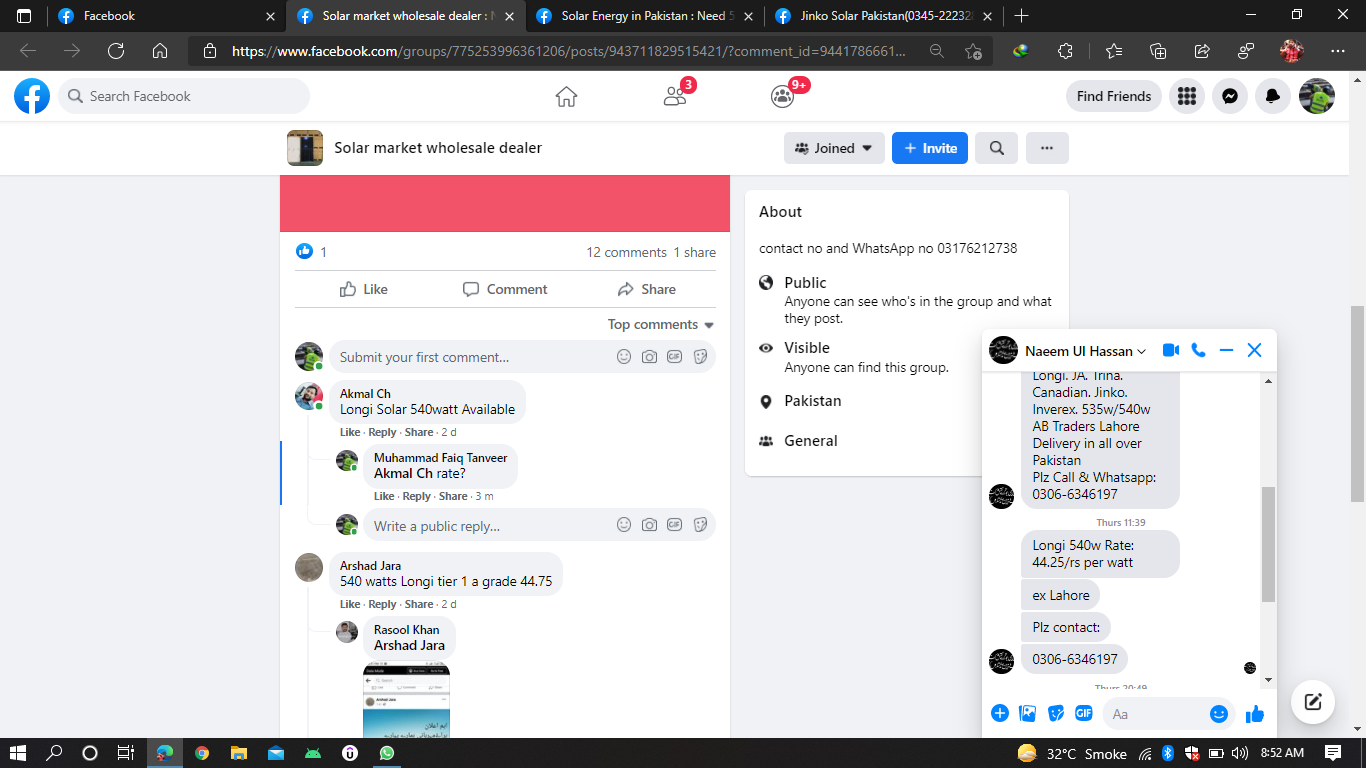 Facebook
Solar market wholesale dealer : N
Solar Energy in Pakistan : Need 5
Jinko Solar Pakistan(0345-222328
https://www.facebook.com/groups/775253996361206/posts/943711829515421/?comment_id=9441786661...
Search Facebook
3
9+
Find Friends
Solar market wholesale dealer
Joined
+ Invite
1
12 comments 1 share
Like
Comment
Share
Top comments
Submit your first comment...
GIF
Akmal Ch
Longi Solar 540watt Available
Like · Reply · Share · 2 d
Muhammad Faiq Tanveer
Akmal Ch rate?
Like · Reply · Share · 3 m
Write a public reply...
GIF
Arshad Jara
540 watts Longi tier 1 a grade 44.75
Like · Reply · Share · 2 d
Rasool Khan
Arshad Jara
Search
Arshad Jara
About
contact no and WhatsApp no 03176212738
Public
Anyone can see who's in the group and what
they post.
Visible
Anyone can find this group.
Pakistan
General
Naeem Ul Hassan
Longi. JA. Trina.
Canadian. Jinko.
Inverex. 535w/540w
AB Traders Lahore
Delivery in all over
Pakistan
Plz Call & Whatsapp:
0306-6346197
Thurs 11:39
Longi 540w Rate:
44.25/rs per watt
ex Lahore
Plz contact:
0306-6346197
Thurs 20:49
GIF
Aa
32°C Smoke
8:52 AM